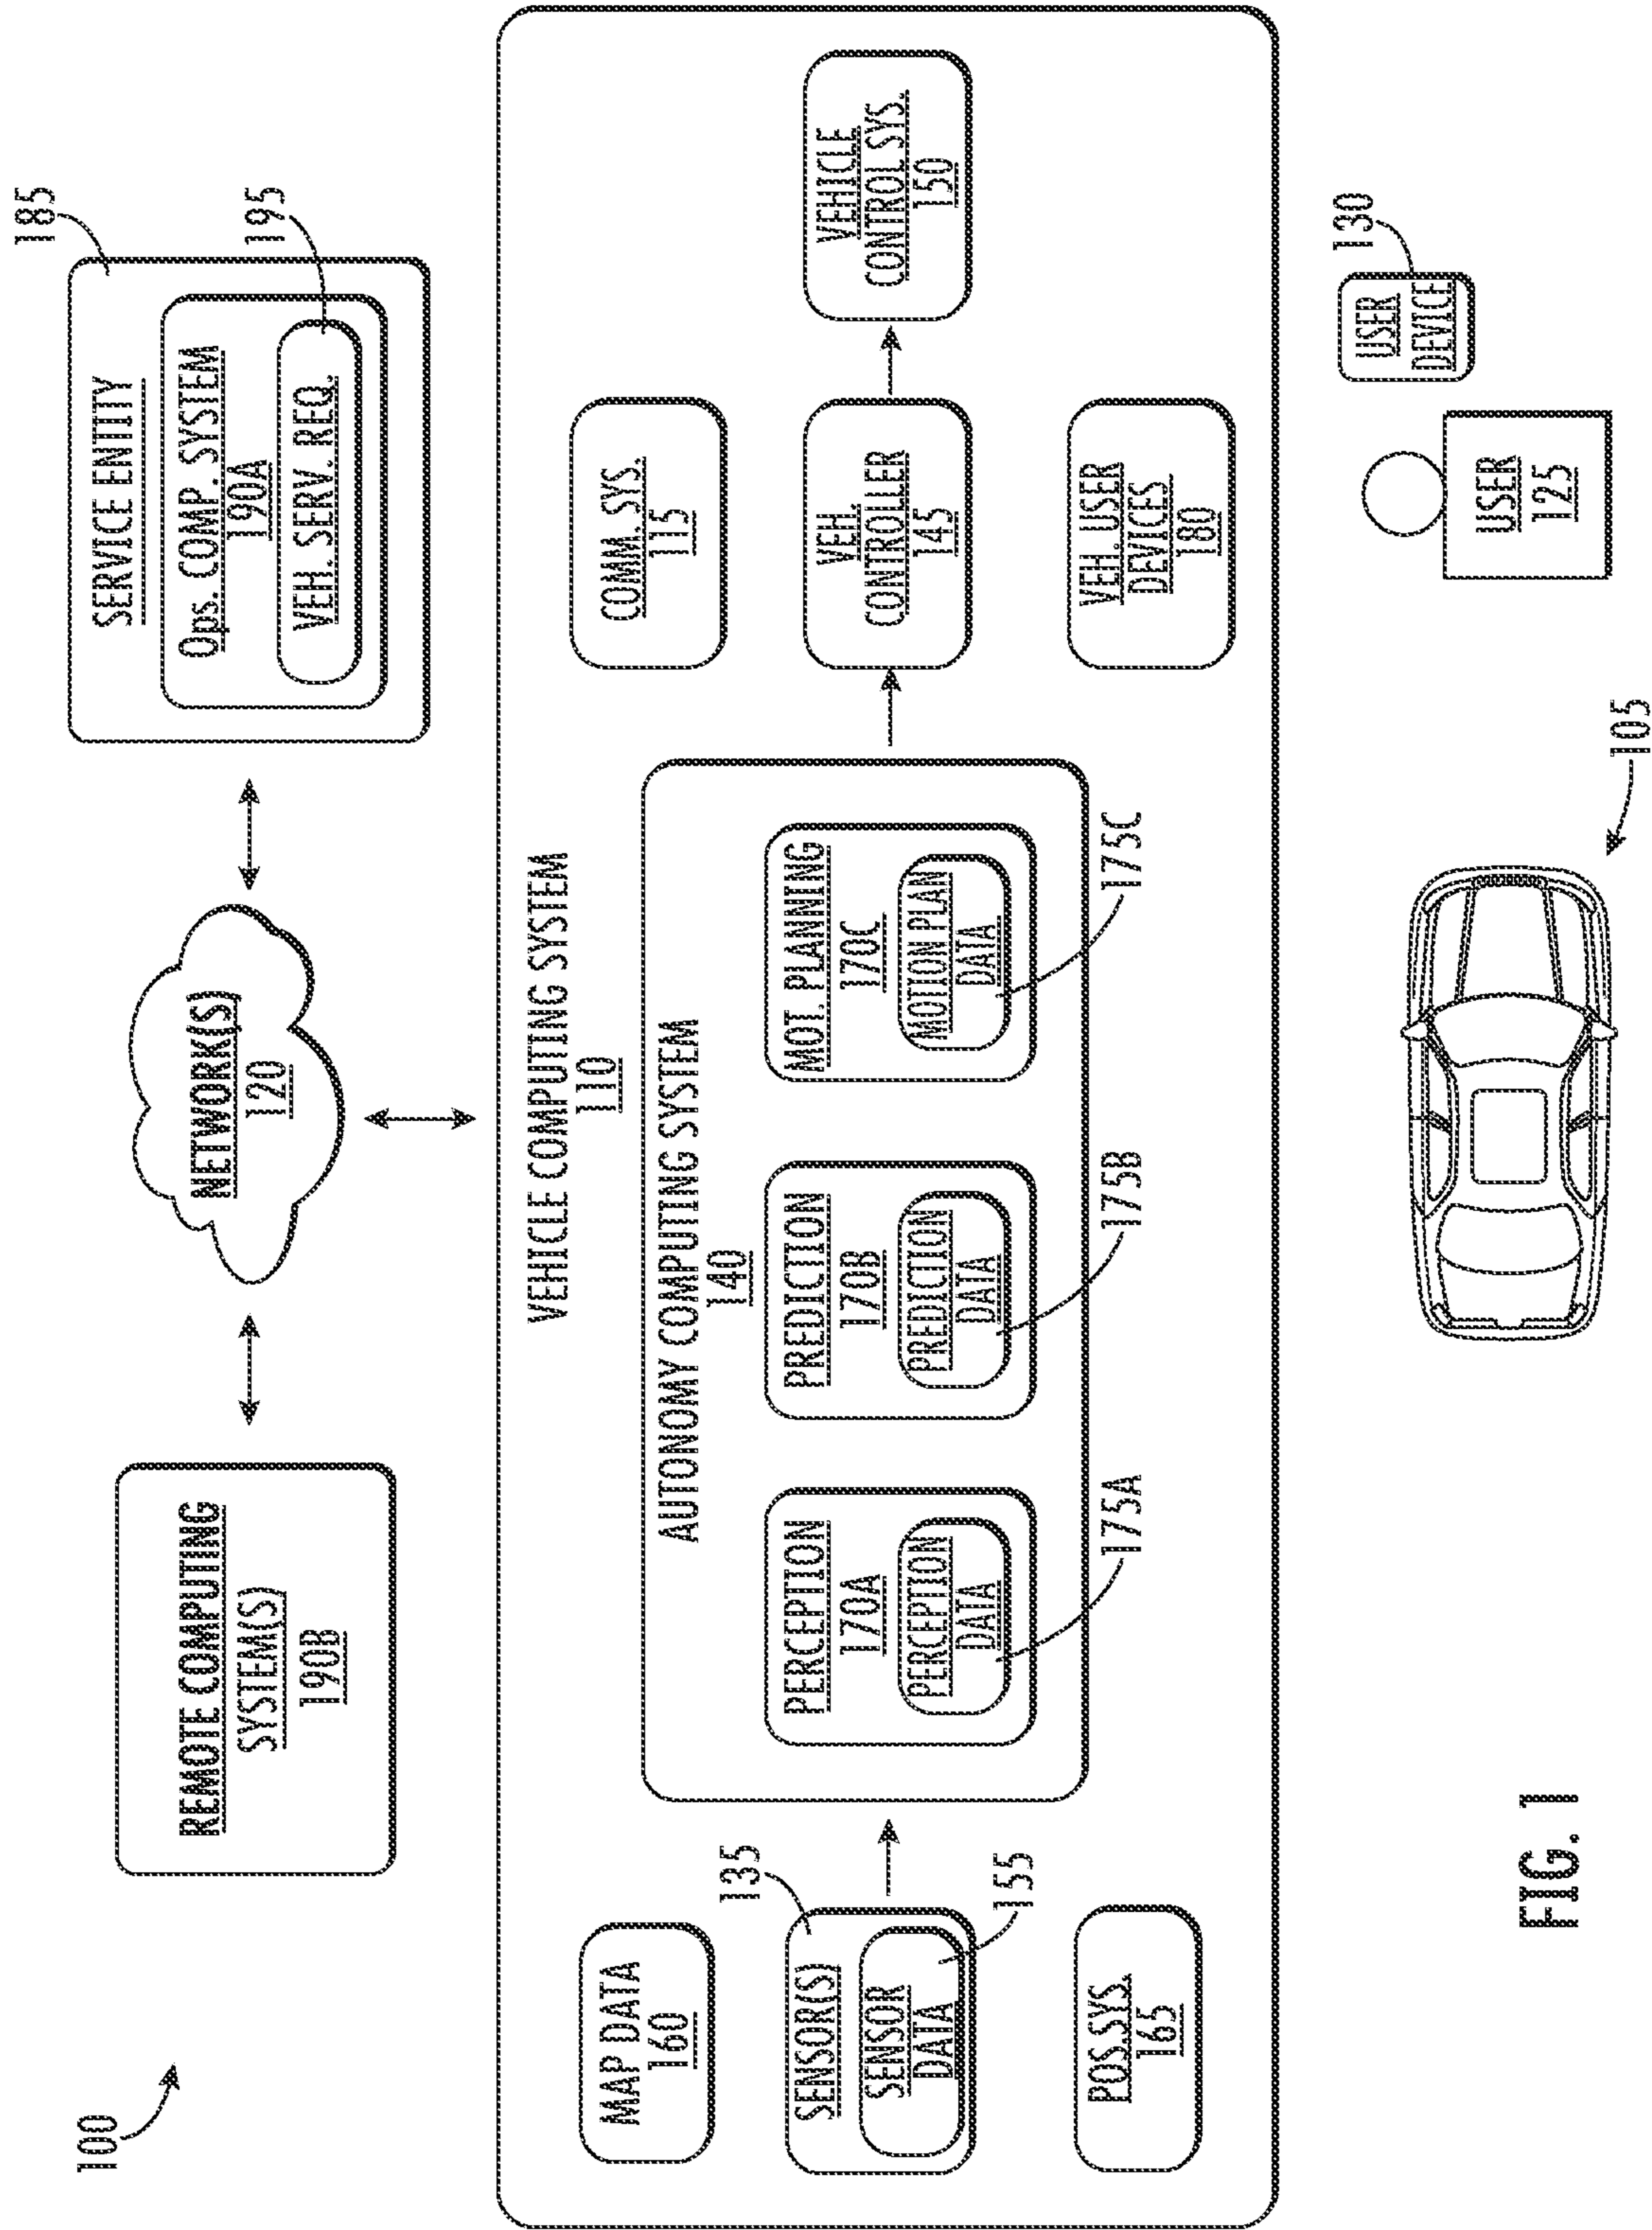 100
REMOTE COMPUTING
SYSTEM(S)
190B
NETWORK(S)
120
SERVICE ENTITY
185
Ops. COMP. SYSTEM
190A
VEH. SERV. REQ.
195
VEHICLE COMPUTING SYSTEM
110
MAP DATA
160
SENSOR(S)
135
SENSOR
DATA
155
POS.SYS.
165
AUTONOMY COMPUTING SYSTEM
140
PERCEPTION
170A
PERCEPTION
DATA
175A
PREDICTION
170B
PREDICTION
DATA
175B
MOT. PLANNING
170C
MOTION PLAN
DATA
175C
COMM. SYS.
115
VEH.
CONTROLLER
145
VEH. USER
DEVICES
180
VEHICLE
CONTROL SYS.
150
105
USER
125
USER
DEVICE
130
FIG. 1